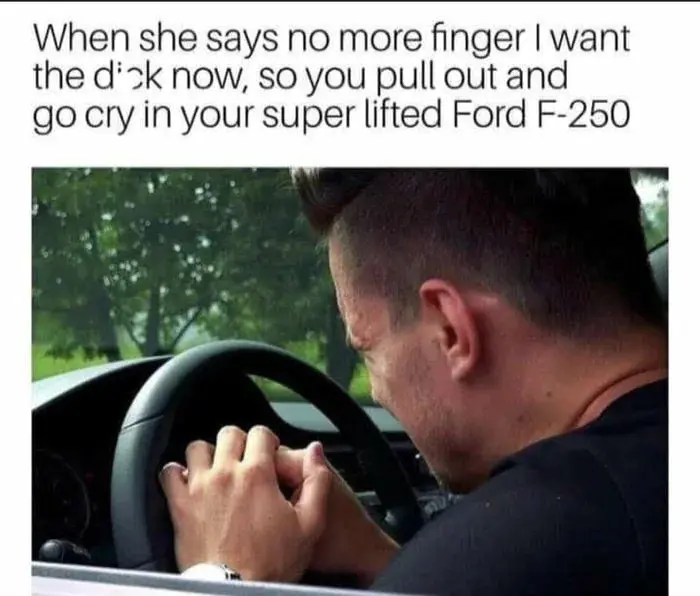 When she says no more finger I want
the d*ck now, so you pull out and
go cry in your super lifted Ford F-250